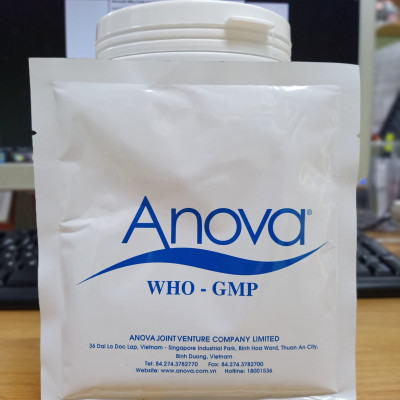 Anova®
WHO - GMP
ANOVA JOINT VENTURE COMPANY LIMITED
36 Dai Lo Doc Lap, Vietnam - Singapore Industrial Park, Binh Hoa Ward, Thuan An City,
Binh Duong, Vietnam
Tel: 84.274.3782770 Fax: 84.274.3782700
Website: www.anova.com.vn Hotline: 18001536